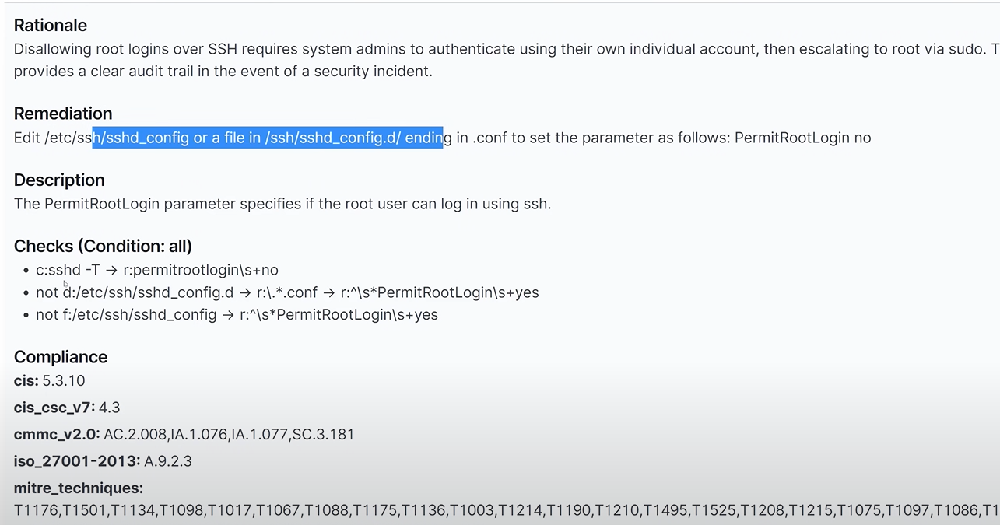 Rationale
Disallowing root logins over SSH requires system admins to authenticate using their own individual account, then escalating to root via sudo. T
provides a clear audit trail in the event of a security incident.
Remediation
Edit /etc/ssh/sshd_config or a file in /ssh/sshd_config.d/ ending in .conf to set the parameter as follows: PermitRootLogin no
Description
The PermitRootLogin parameter specifies if the root user can log in using ssh.
Checks (Condition: all)
• c:sshd -T → r:permitrootlogin\s+no
• not d:/etc/ssh/sshd_config.d → r:\.*.conf → r:^\s*PermitRootLogin\s+yes
• not f:/etc/ssh/sshd_config → r:^\s*PermitRootLogin\s+yes
Compliance
cis: 5.3.10
cis_csc_v7: 4.3
cmmc_v2.0: AC.2.008,IA.1.076,IA.1.077,SC.3.181
iso_27001-2013: A.9.2.3
mitre_techniques:
T1176,T1501,T1134,T1098,T1017,T1067,T1088,T1175,T1136,T1003,T1214,T1190,T1210,T1495,T1525,T1208,T1215,T1075,T1097,T1086,T1